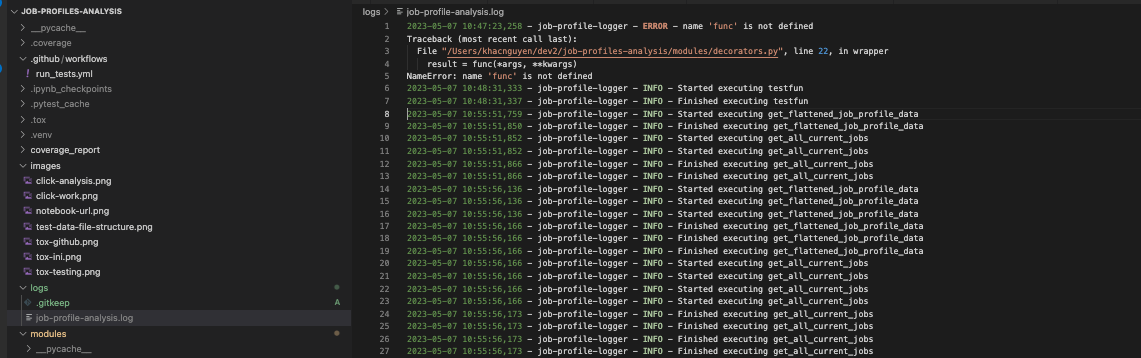 JOB-PROFILES-ANALYSIS
__pycache__
.coverage
.github/workflows
run_tests.yml
.ipynb_checkpoints
.pytest_cache
.tox
.venv
coverage_report
images
click-analysis.png
click-work.png
notebook-url.png
test-data-file-structure.png
tox-github.png
tox-ini.png
tox-testing.png
logs
.gitkeep A
job-profile-analysis.log
modules
__pycache__
logs > job-profile-analysis.log
1 2023-05-07 10:47:23,258 - job-profile-logger - ERROR - name 'func' is not defined
2 Traceback (most recent call last):
3 File "/Users/khacnguyen/dev2/job-profiles-analysis/modules/decorators.py", line 22, in wrapper
4 result = func(*args, **kwargs)
5 NameError: name 'func' is not defined
6 2023-05-07 10:48:31,333 - job-profile-logger - INFO - Started executing testfun
7 2023-05-07 10:48:31,337 - job-profile-logger - INFO - Finished executing testfun
8 2023-05-07 10:55:51,759 - job-profile-logger - INFO - Started executing get_flattened_job_profile_data
9 2023-05-07 10:55:51,850 - job-profile-logger - INFO - Finished executing get_flattened_job_profile_data
10 2023-05-07 10:55:51,852 - job-profile-logger - INFO - Started executing get_all_current_jobs
11 2023-05-07 10:55:51,852 - job-profile-logger - INFO - Started executing get_all_current_jobs
12 2023-05-07 10:55:51,866 - job-profile-logger - INFO - Finished executing get_all_current_jobs
13 2023-05-07 10:55:51,866 - job-profile-logger - INFO - Finished executing get_all_current_jobs
14 2023-05-07 10:55:56,136 - job-profile-logger - INFO - Started executing get_flattened_job_profile_data
15 2023-05-07 10:55:56,136 - job-profile-logger - INFO - Started executing get_flattened_job_profile_data
16 2023-05-07 10:55:56,136 - job-profile-logger - INFO - Started executing get_flattened_job_profile_data
17 2023-05-07 10:55:56,166 - job-profile-logger - INFO - Finished executing get_flattened_job_profile_data
18 2023-05-07 10:55:56,166 - job-profile-logger - INFO - Finished executing get_flattened_job_profile_data
19 2023-05-07 10:55:56,166 - job-profile-logger - INFO - Finished executing get_flattened_job_profile_data
20 2023-05-07 10:55:56,166 - job-profile-logger - INFO - Started executing get_all_current_jobs
21 2023-05-07 10:55:56,166 - job-profile-logger - INFO - Started executing get_all_current_jobs
22 2023-05-07 10:55:56,166 - job-profile-logger - INFO - Started executing get_all_current_jobs
23 2023-05-07 10:55:56,166 - job-profile-logger - INFO - Started executing get_all_current_jobs
24 2023-05-07 10:55:56,173 - job-profile-logger - INFO - Finished executing get_all_current_jobs
25 2023-05-07 10:55:56,173 - job-profile-logger - INFO - Finished executing get_all_current_jobs
26 2023-05-07 10:55:56,173 - job-profile-logger - INFO - Finished executing get_all_current_jobs
27 2023-05-07 10:55:56,173 - job-profile-logger - INFO - Finished executing get_all_current_jobs